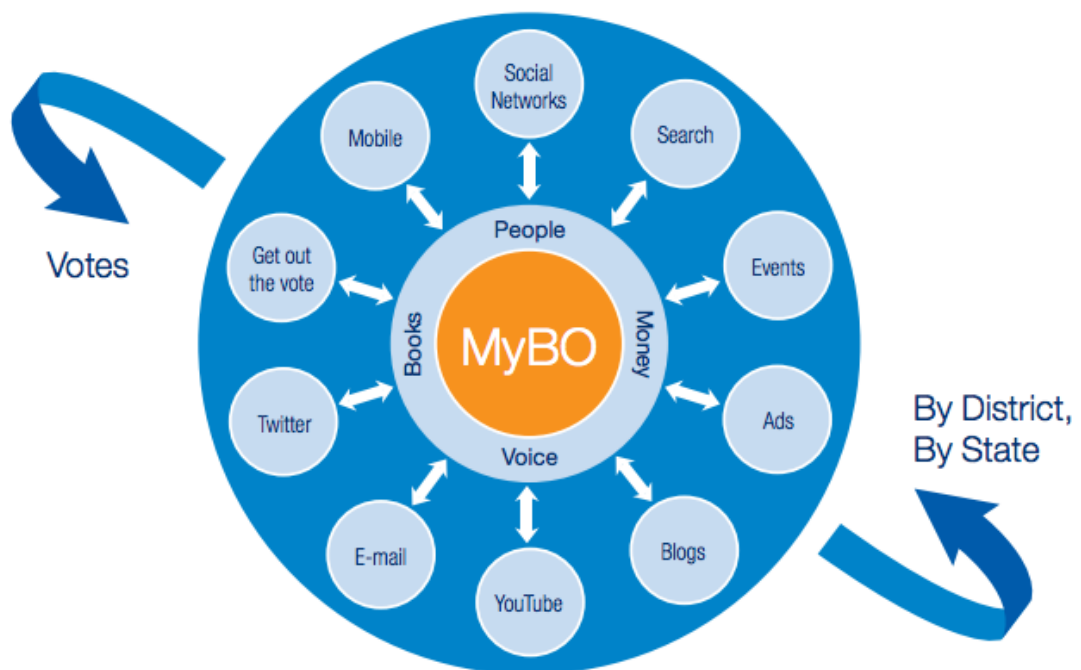 Social
Networks
Mobile
Search
Votes
Get out
the vote
People
Events
Books
MyBO
Money
Twitter
Voice
Ads
By District,
By State
E-mail
Blogs
YouTube